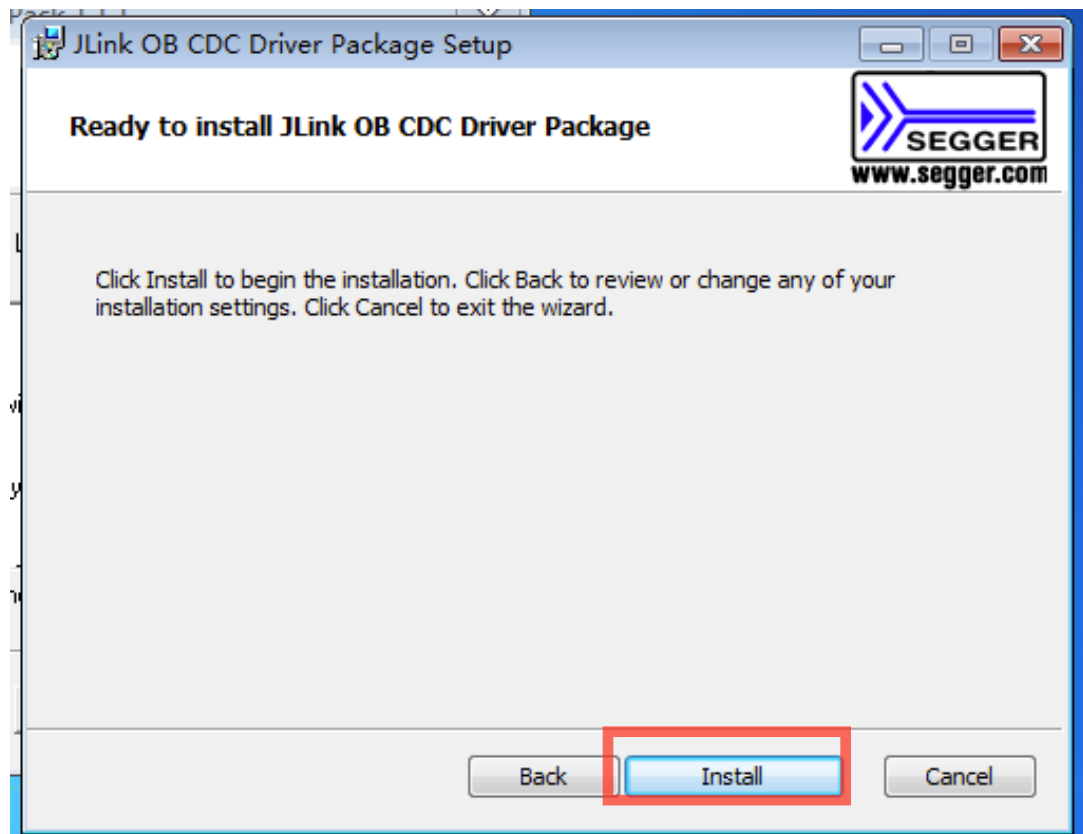 JLink OB CDC Driver Package Setup
Ready to install JLink OB CDC Driver Package
SEGGER
www.segger.com
Click Install to begin the installation. Click Back to review or change any of your
installation settings. Click Cancel to exit the wizard.
Back
Install
Cancel